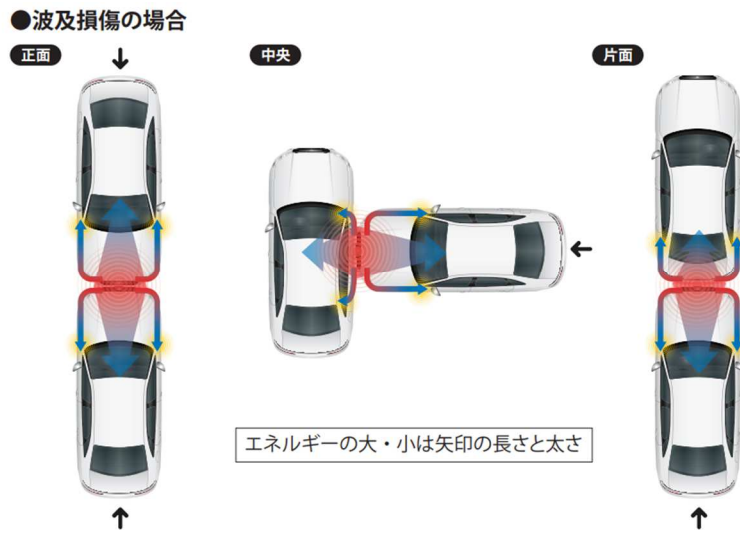 ●波及損傷の場合
正面
中央
片面
エネルギーの大・小は矢印の長さと太さ